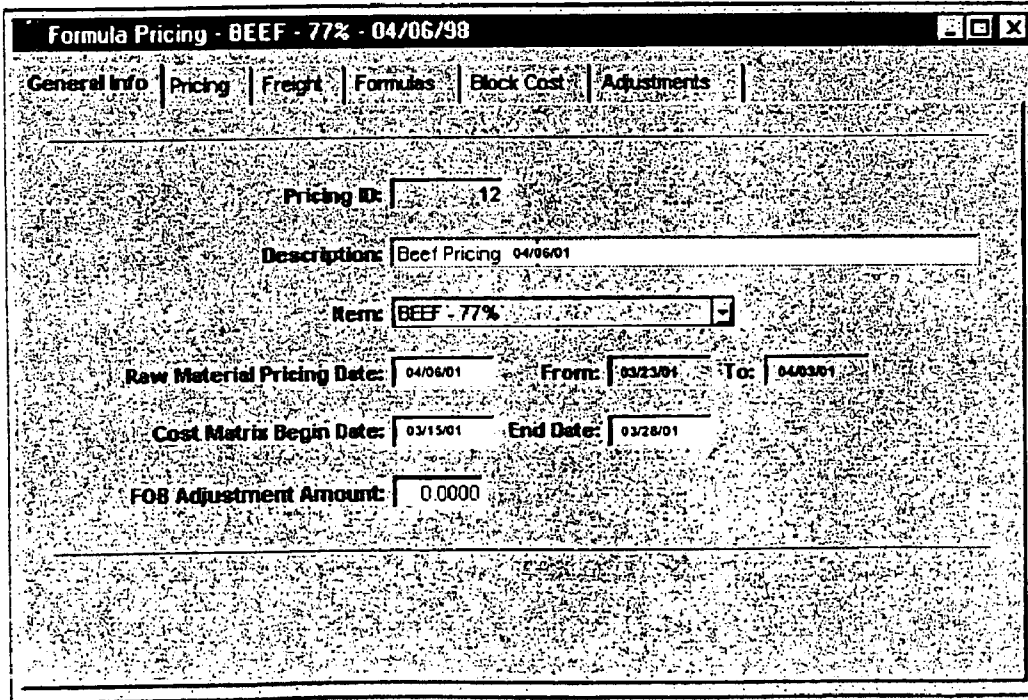 Formula Pricing - BEEF - 77% - 04/06/98
General Info Pricing Freight Formulas Block Cost Adjustments
Pricing ID: 12
Description: Beef Pricing 04/06/01
Item: BEEF - 77%
Raw Material Pricing Date: 04/06/01 From: 03/23/01 To: 04/03/01
Cost Matrix Begin Date: 03/15/01 End Date: 03/28/01
FOB Adjustment Amount: 0.0000